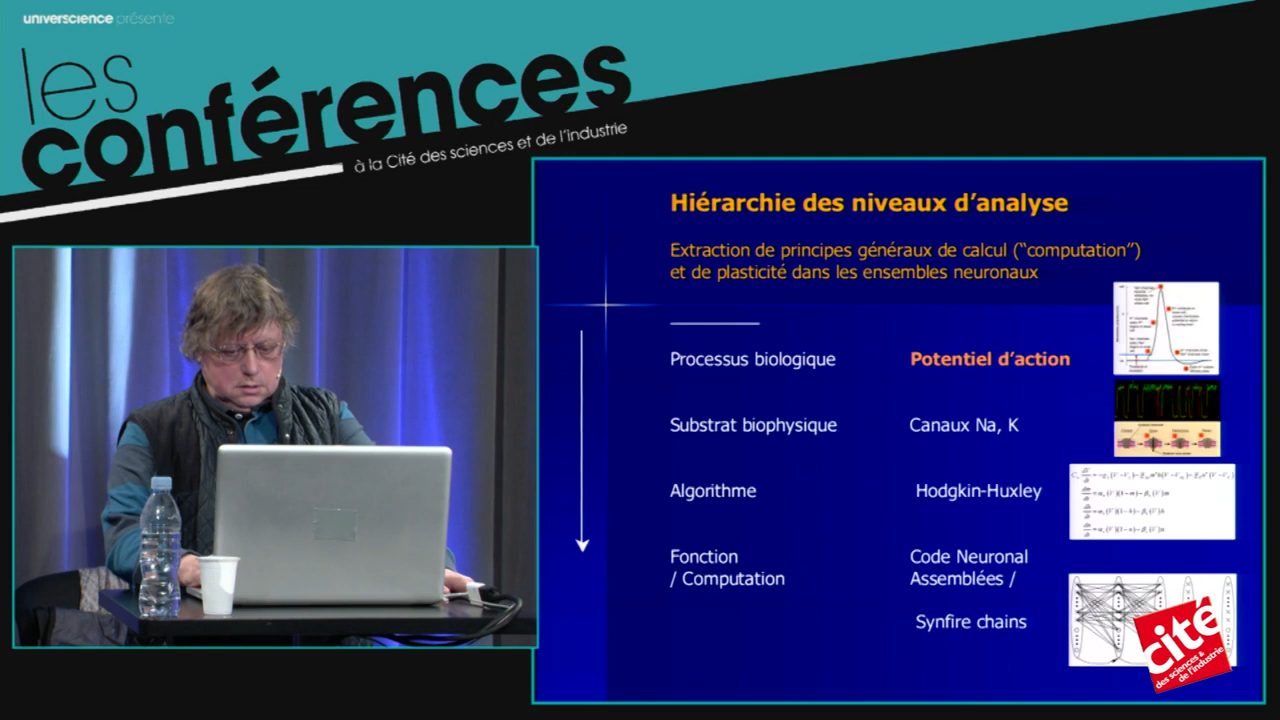 universcience présente
les
conférences
à la Cité des sciences et de l'industrie
Hiérarchie des niveaux d'analyse
Extraction de principes généraux de calcul (“computation”)
et de plasticité dans les ensembles neuronaux
Processus biologique
Potentiel d'action
Substrat biophysique
Canaux Na, K
Algorithme
Hodgkin-Huxley
Fonction
/ Computation
Code Neuronal
Assemblées /
Synfire chains
cité
des sciences &
de l'industrie